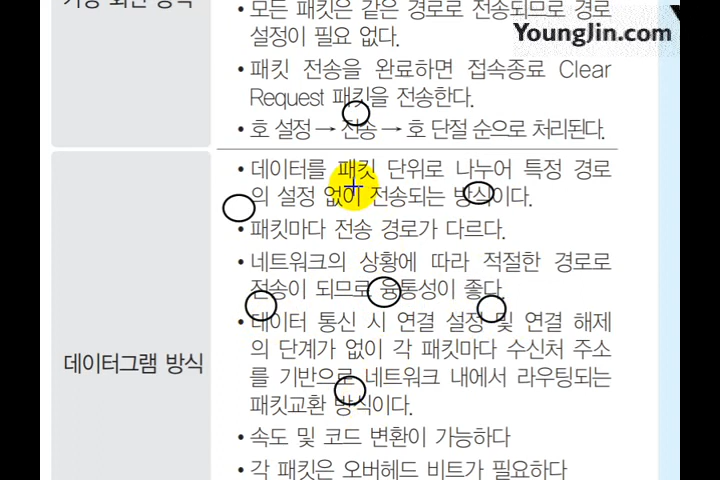 가상 회선 방식
• 모든 패킷은 같은 경로로 전송되므로 경로
설정이 필요 없다.
YoungJin.com
• 패킷 전송을 완료하면 접속종료 Clear
Request 패킷을 전송한다.
• 호 설정 → 전송 → 호 단절 순으로 처리된다.
• 데이터를 패킷 단위로 나누어 특정 경로
의 설정 없이 전송되는 방식이다.
• 패킷마다 전송 경로가 다르다.
• 네트워크의 상황에 따라 적절한 경로로
전송이 되므로 융통성이 좋다.
• 데이터 통신 시 연결 설정 및 연결 해제
의 단계가 없이 각 패킷마다 수신처 주소
데이터그램 방식
를 기반으로 네트워크 내에서 라우팅되는
패킷교환 방식이다.
• 속도 및 코드 변환이 가능하다
• 각 패킷은 오버헤드 비트가 필요하다